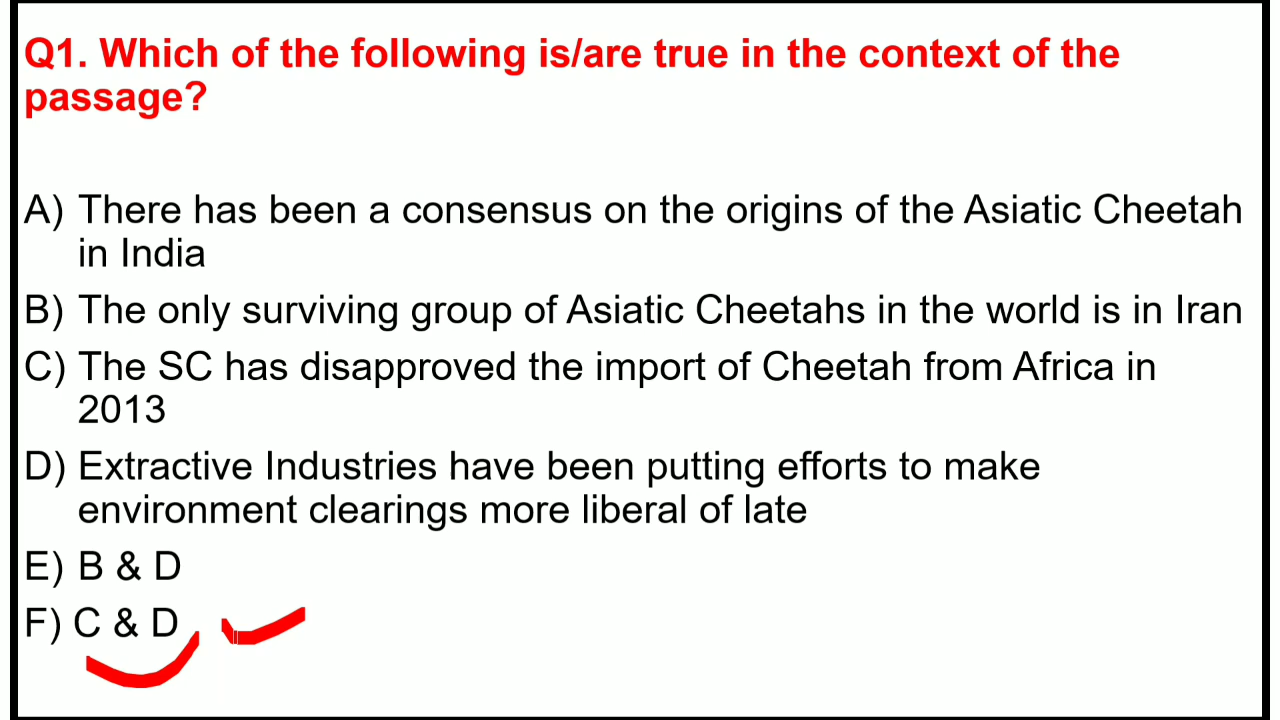 Q1. Which of the following is/are true in the context of the
passage?
A) There has been a consensus on the origins of the Asiatic Cheetah
in India
B) The only surviving group of Asiatic Cheetahs in the world is in Iran
C) The SC has disapproved the import of Cheetah from Africa in
2013
D) Extractive Industries have been putting efforts to make
environment clearings more liberal of late
E) B & D
F) C & D